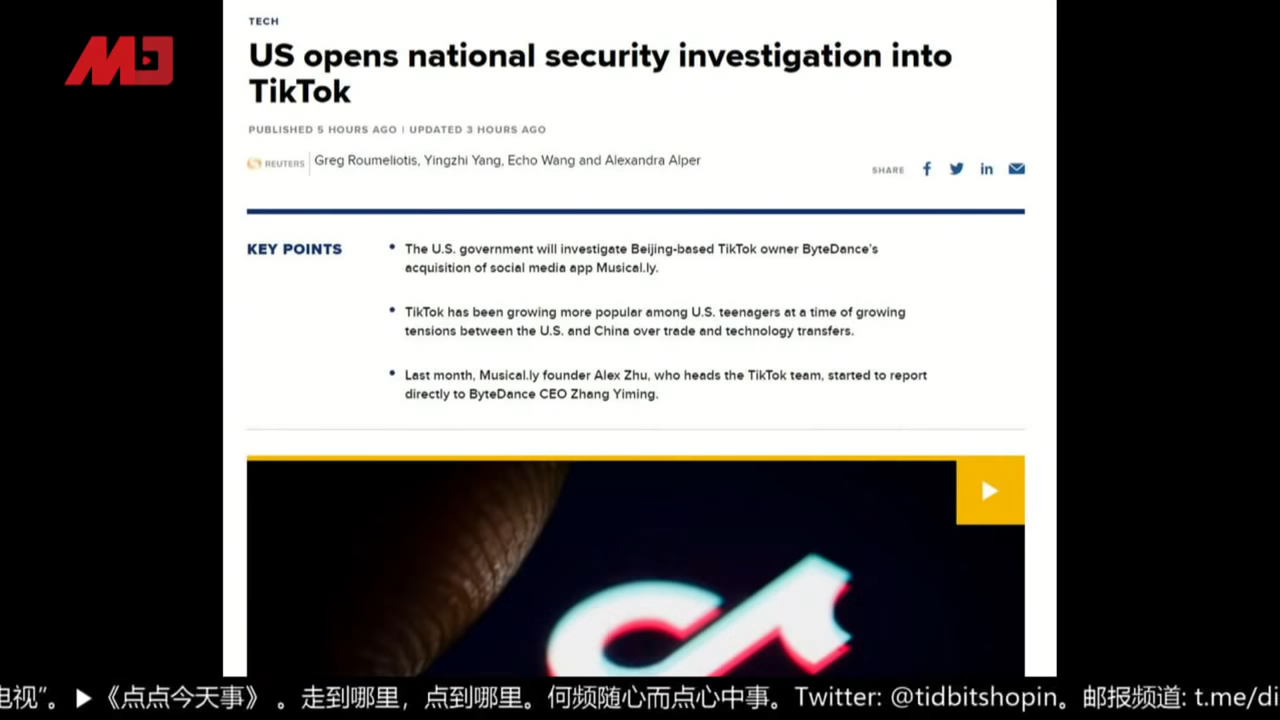 TECH
US opens national security investigation into
TikTok
PUBLISHED 5 HOURS AGO | UPDATED 3 HOURS AGO
REUTERS
Greg Roumeliotis, Yingzhi Yang, Echo Wang and Alexandra Alper
SHARE
KEY POINTS
• The U.S. government will investigate Beijing-based TikTok owner ByteDance's
acquisition of social media app Musical.ly.
• TikTok has been growing more popular among U.S. teenagers at a time of growing
tensions between the U.S. and China over trade and technology transfers.
• Last month, Musical.ly founder Alex Zhu, who heads the TikTok team, started to report
directly to ByteDance CEO Zhang Yiming.
电视”。▶《点点今天事》 。走到哪里，点到哪里。何频随心而点心中事。Twitter: @tidbitshopin。邮报频道: t.me/di